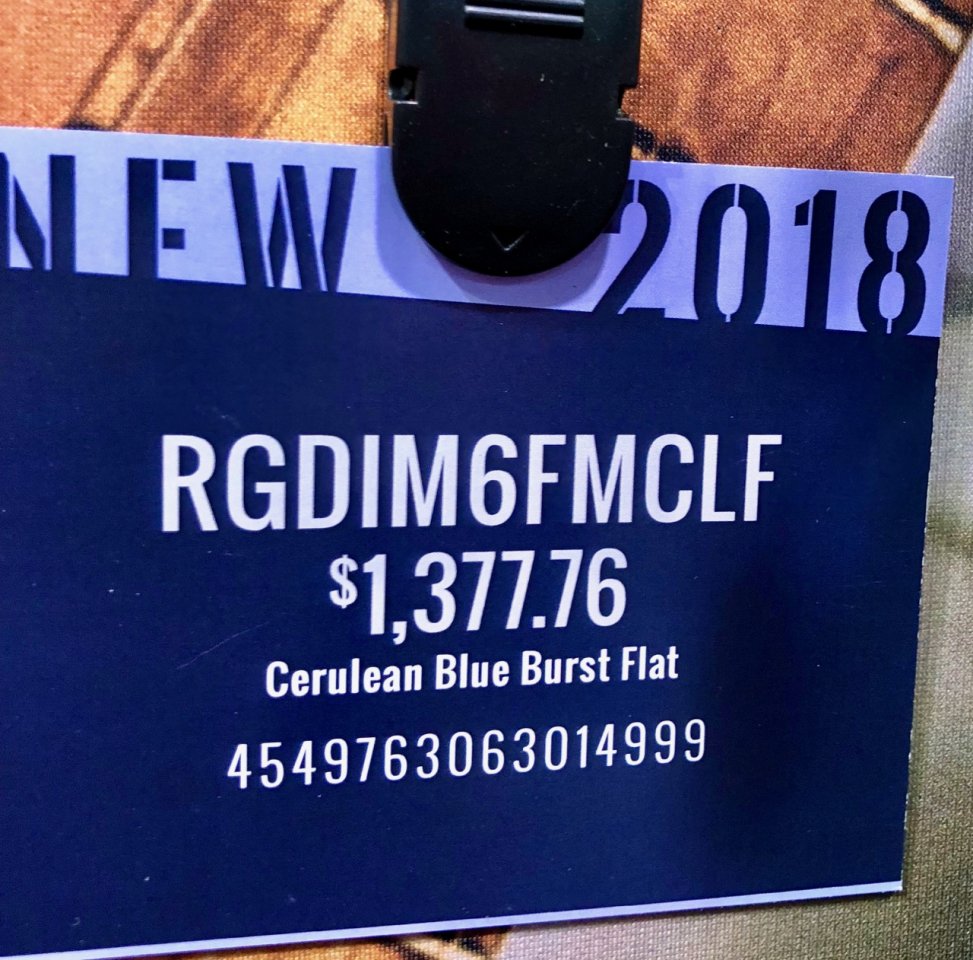 NEW 2018
RGDIM6FMCLF
$1,377.76
Cerulean Blue Burst Flat
4549763063014999